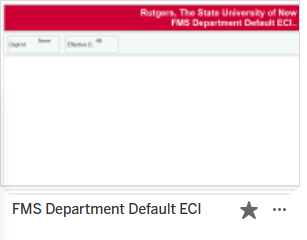 Rutgers, The State University of New
FMS Department Default ECI..
Dept Id None Effective D.. All
FMS Department Default ECI